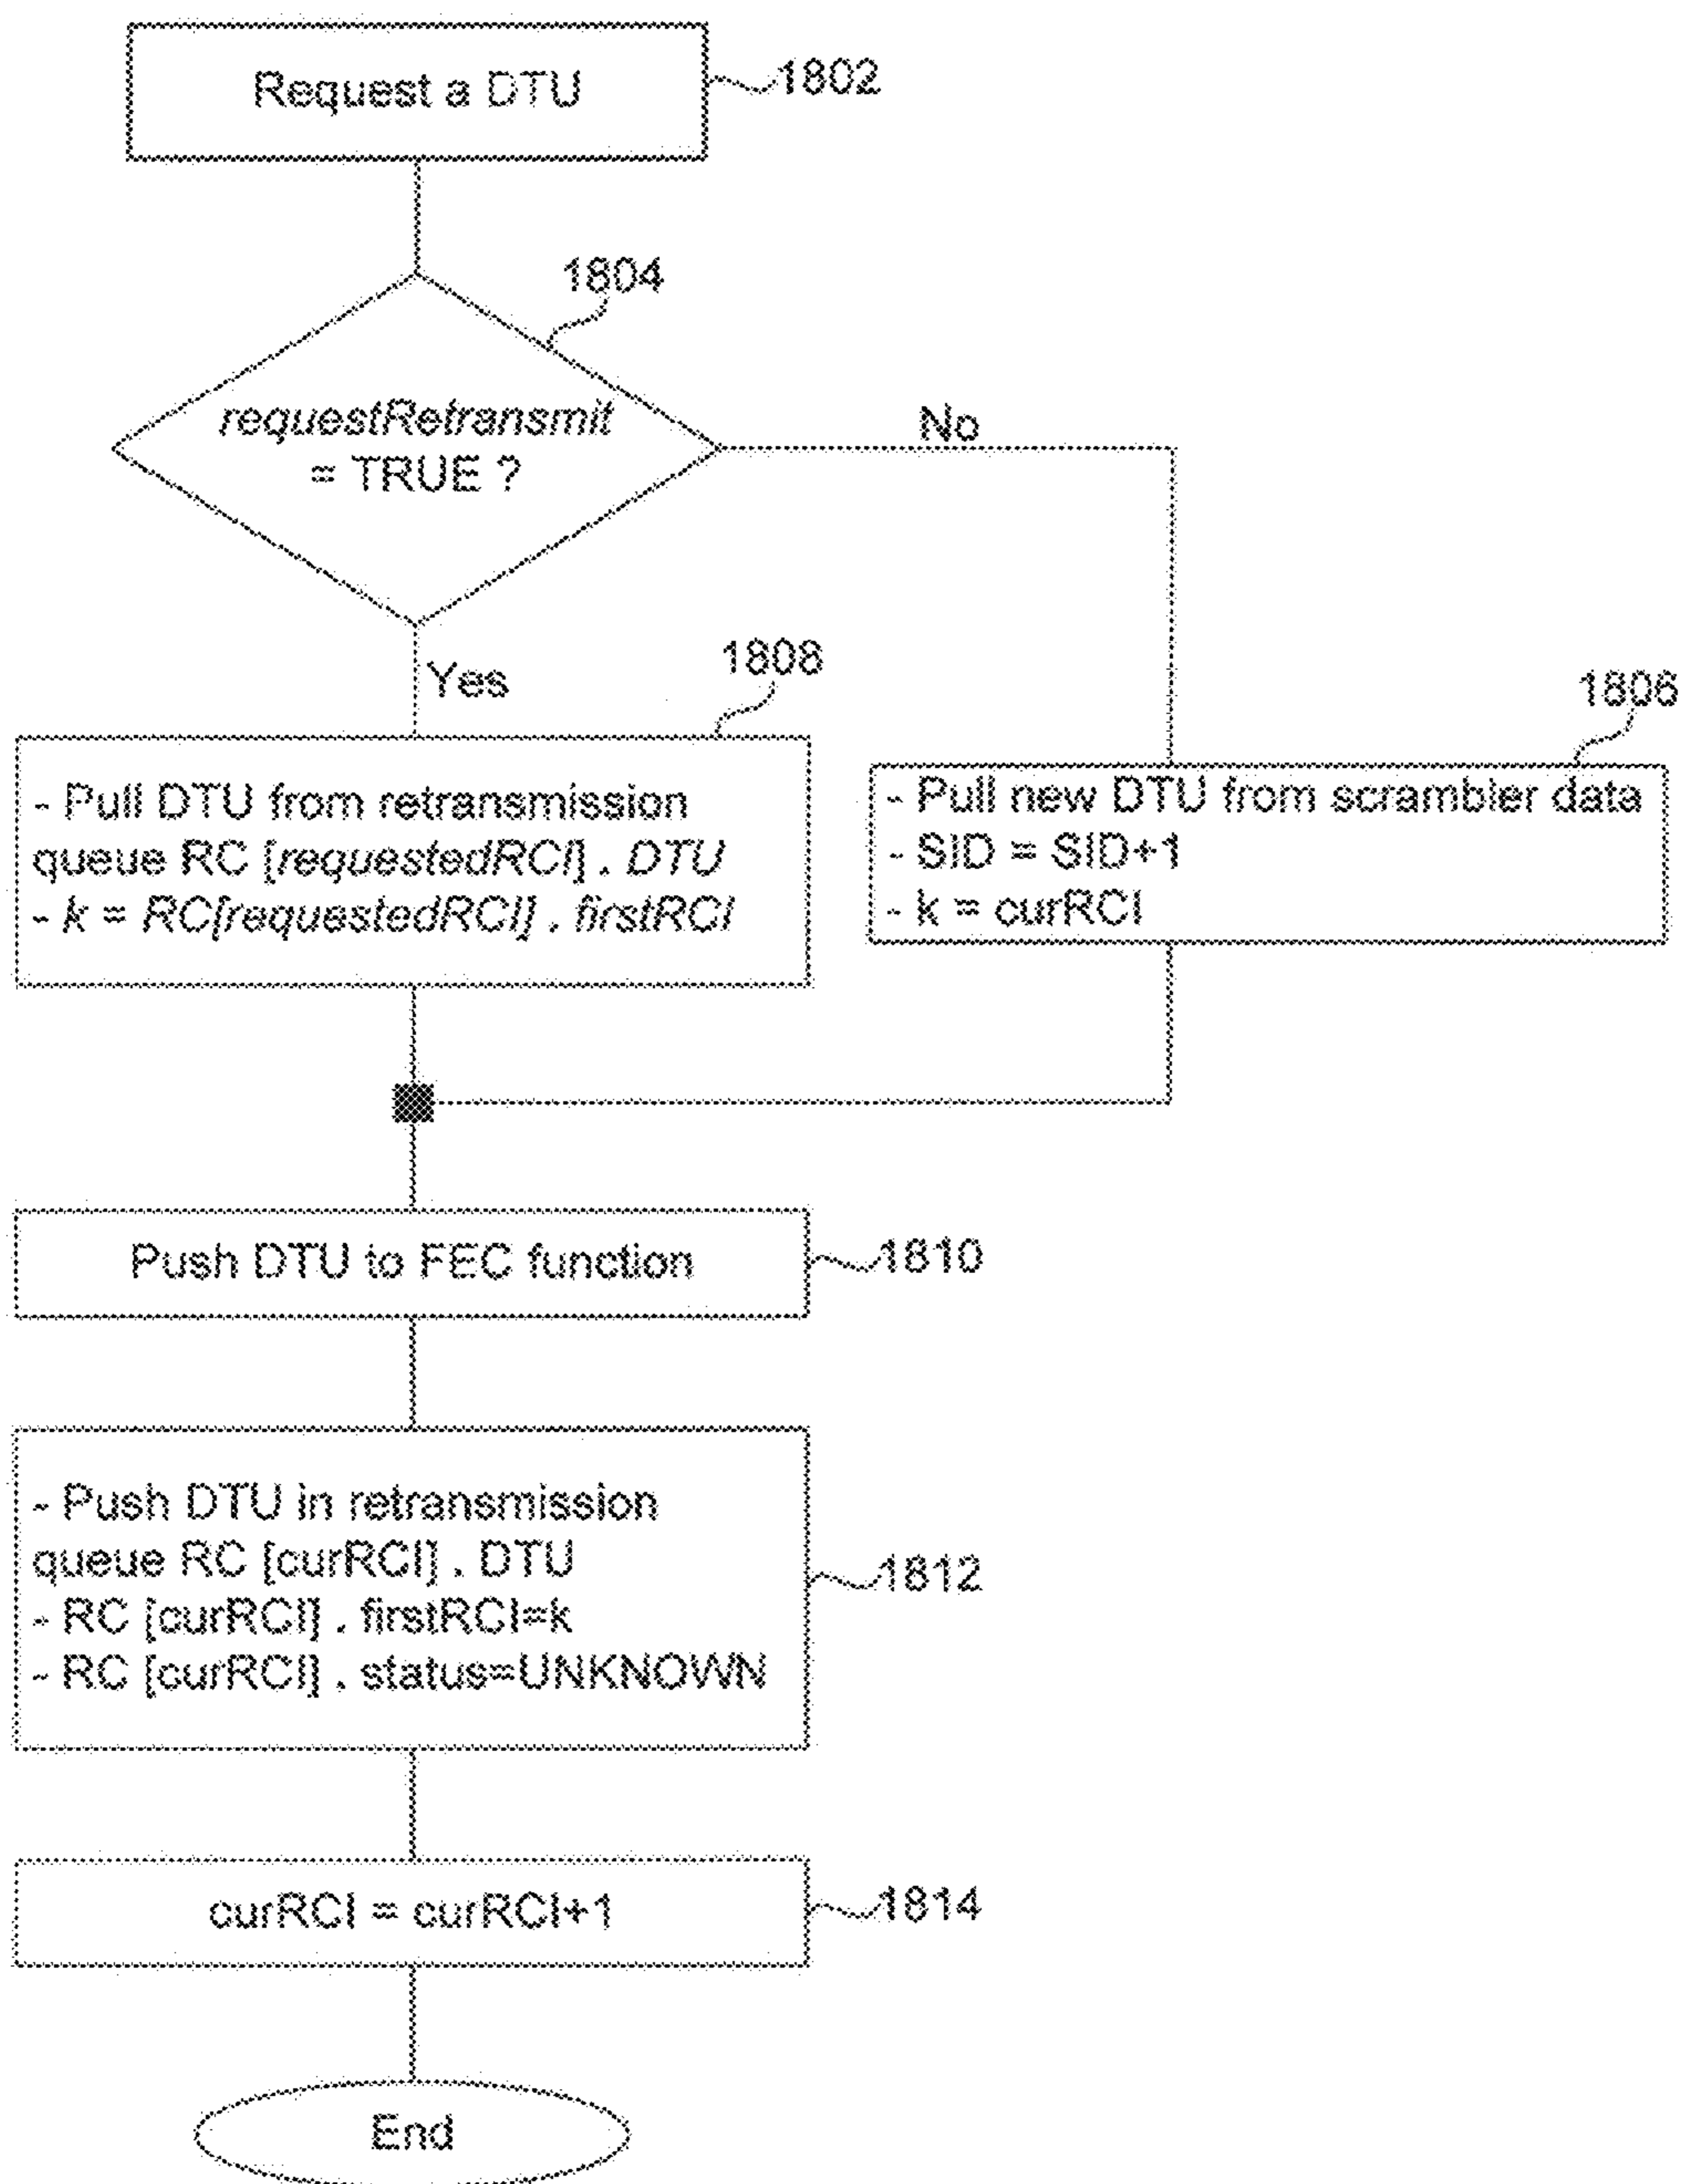 Request a DTU
1802
1804
requestRetransmit
= TRUE ?
No
Yes
1808
1806
- Pull DTU from retransmission
queue RC [requestedRCI] . DTU
- k = RC[requestedRCI] . firstRCI
- Pull new DTU from scrambler data
- SID = SID+1
- k = curRCI
Push DTU to FEC function
1810
- Push DTU in retransmission
queue RC [curRCI] . DTU
- RC [curRCI] . firstRCI=k
- RC [curRCI] . status=UNKNOWN
1812
curRCI = curRCI+1
1814
End